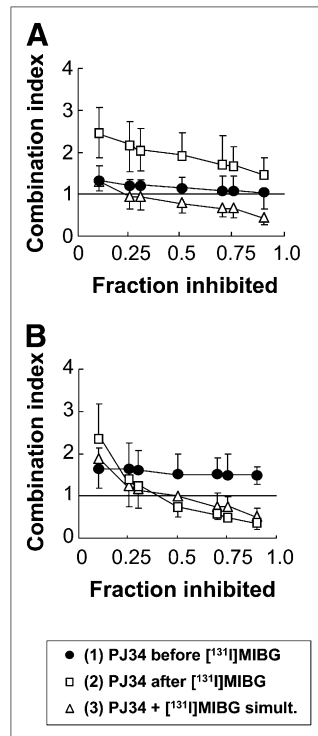 A
Combination index
4
3
2
1
0
0 0.25 0.5 0.75 1.0
Fraction inhibited
B
Combination index
4
3
2
1
0
0 0.25 0.5 0.75 1.0
Fraction inhibited
● (1) PJ34 before [¹³¹I]MIBG
□ (2) PJ34 after [¹³¹I]MIBG
△ (3) PJ34 + [¹³¹I]MIBG simult.